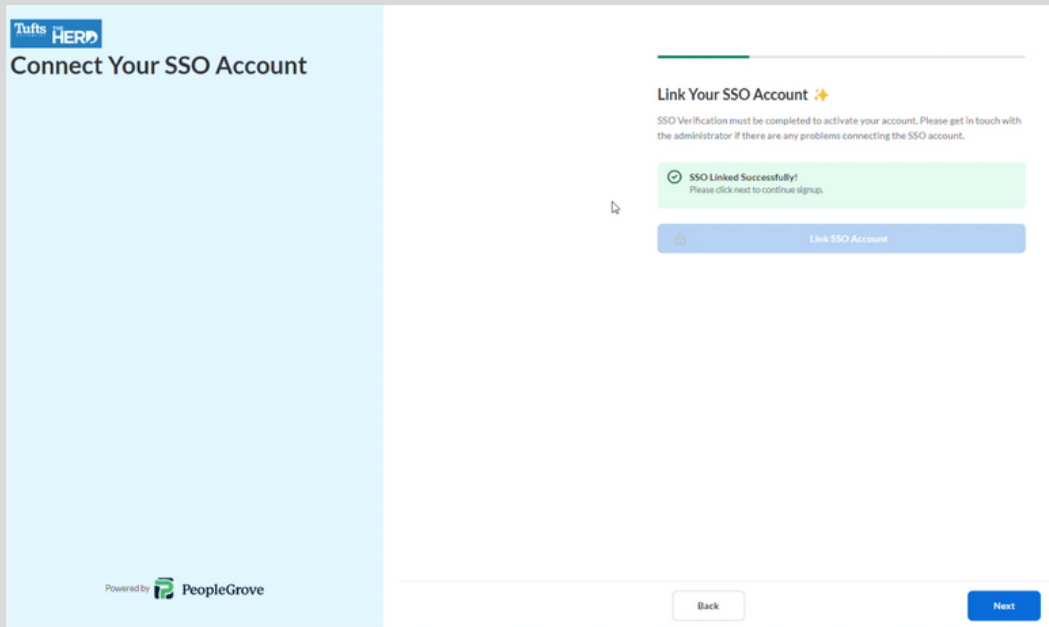 Tufts
UNIVERSITY
THE
HERD
Connect Your SSO Account
Link Your SSO Account ✨
SSO Verification must be completed to activate your account. Please get in touch with
the administrator if there are any problems connecting the SSO account.
SSO Linked Successfully!
Please click next to continue signup.
Link SSO Account
Powered by PeopleGrove
Back
Next